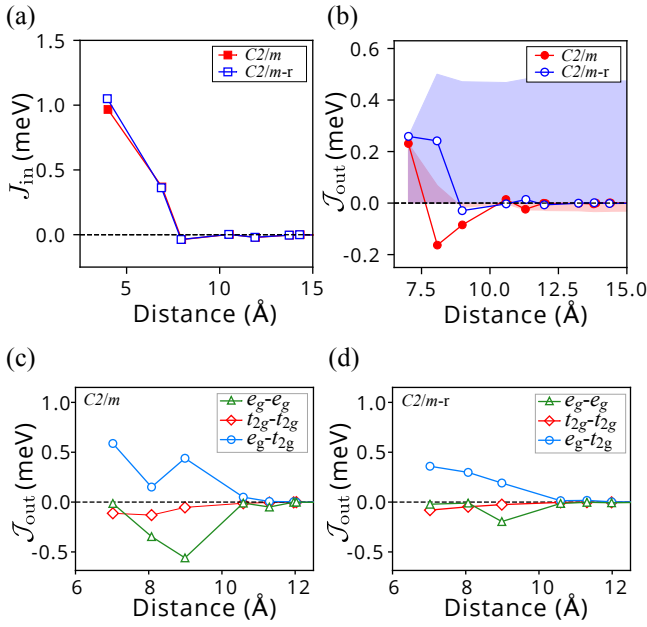 (a)
1.5
1.0
0.5
0.0
J_in (meV)
C2/m
C2/m-r
5
10
15
Distance (Å)
(b)
0.6
0.4
0.2
0.0
-0.2
𝒥_out (meV)
C2/m
C2/m-r
7.5
10.0
12.5
15.0
Distance (Å)
(c)
1.0
0.5
0.0
-0.5
𝒥_out (meV)
C2/m
e_g-e_g
t_2g-t_2g
e_g-t_2g
6
8
10
12
Distance (Å)
(d)
1.0
0.5
0.0
-0.5
𝒥_out (meV)
C2/m-r
e_g-e_g
t_2g-t_2g
e_g-t_2g
6
8
10
12
Distance (Å)